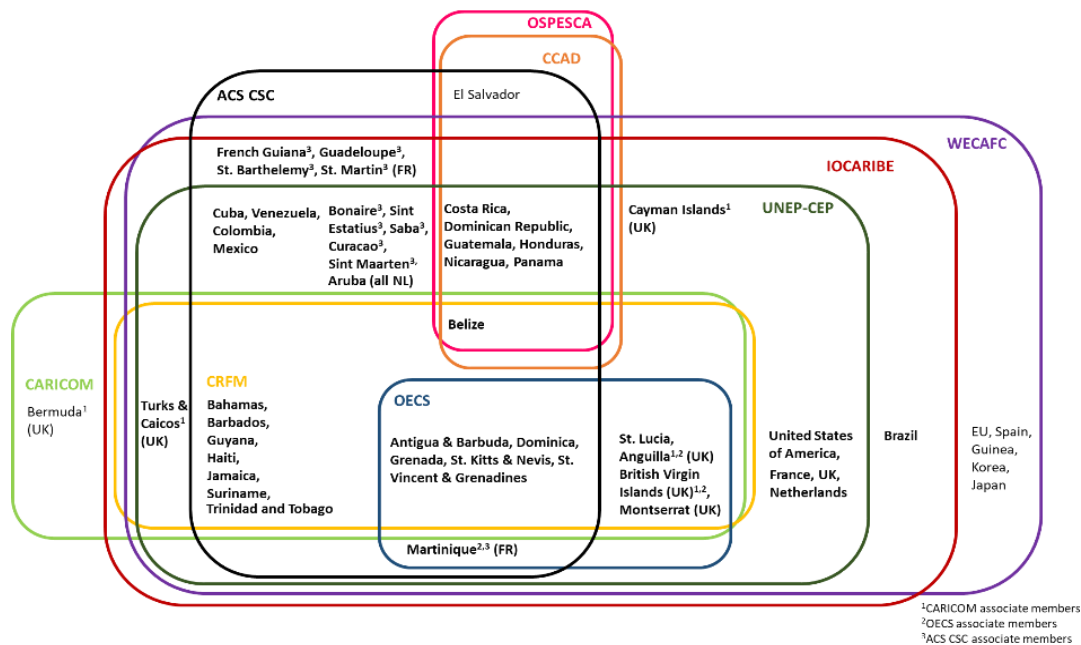 OSPESCA
CCAD
ACS CSC
El Salvador
WECAFC
IOCARIBE
French Guiana³, Guadeloupe³,
St. Barthelemy³, St. Martin³ (FR)
UNEP-CEP
Cuba, Venezuela,
Colombia,
Mexico
Bonaire³, Sint
Estatius³, Saba³,
Curacao³,
Sint Maarten³,
Aruba (all NL)
Costa Rica,
Dominican Republic,
Guatemala, Honduras,
Nicaragua, Panama
Cayman Islands¹
(UK)
Belize
CARICOM
Bermuda¹
(UK)
Turks &
Caicos¹
(UK)
CRFM
Bahamas,
Barbados,
Guyana,
Haiti,
Jamaica,
Suriname,
Trinidad and Tobago
OECS
Antigua & Barbuda, Dominica,
Grenada, St. Kitts & Nevis, St.
Vincent & Grenadines
St. Lucia,
Anguilla¹,² (UK)
British Virgin
Islands (UK)¹,²,
Montserrat (UK)
United States
of America,
France, UK,
Netherlands
Brazil
EU, Spain,
Guinea,
Korea,
Japan
Martinique²,³ (FR)
¹CARICOM associate members
²OECS associate members
³ACS CSC associate members